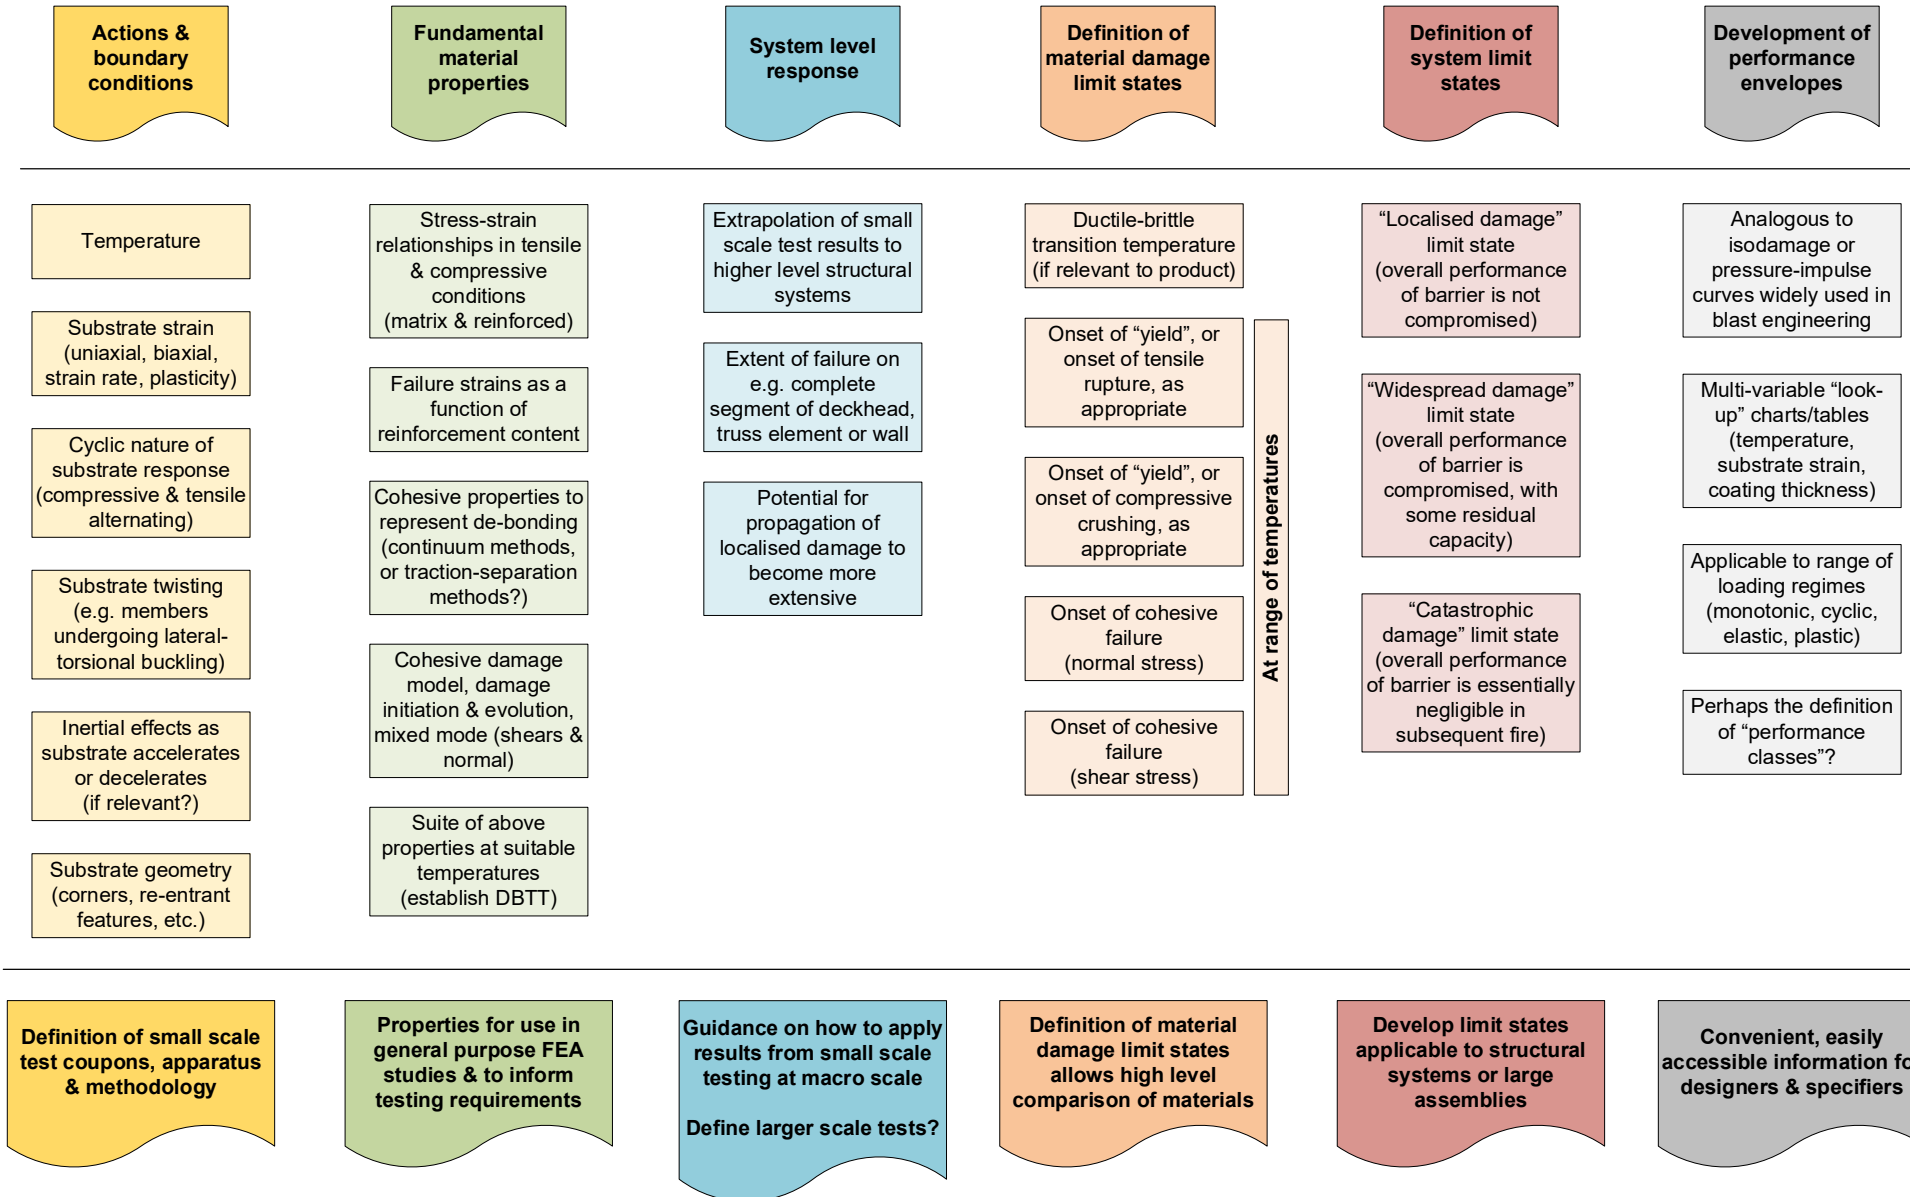 Actions &
boundary
conditions
Fundamental
material
properties
System level
response
Definition of
material damage
limit states
Definition of
system limit
states
Development of
performance
envelopes
Temperature
Substrate strain
(uniaxial, biaxial,
strain rate, plasticity)
Cyclic nature of
substrate response
(compressive & tensile
alternating)
Substrate twisting
(e.g. members
undergoing lateral-
torsional buckling)
Inertial effects as
substrate accelerates
or decelerates
(if relevant?)
Substrate geometry
(corners, re-entrant
features, etc.)
Stress-strain
relationships in tensile
& compressive
conditions
(matrix & reinforced)
Failure strains as a
function of
reinforcement content
Cohesive properties to
represent de-bonding
(continuum methods,
or traction-separation
methods?)
Cohesive damage
model, damage
initiation & evolution,
mixed mode (shears &
normal)
Suite of above
properties at suitable
temperatures
(establish DBTT)
Extrapolation of small
scale test results to
higher level structural
systems
Extent of failure on
e.g. complete
segment of deckhead,
truss element or wall
Potential for
propagation of
localised damage to
become more
extensive
Ductile-brittle
transition temperature
(if relevant to product)
Onset of “yield”, or
onset of tensile
rupture, as
appropriate
Onset of “yield”, or
onset of compressive
crushing, as
appropriate
Onset of cohesive
failure
(normal stress)
Onset of cohesive
failure
(shear stress)
At range of temperatures
“Localised damage”
limit state
(overall performance
of barrier is not
compromised)
“Widespread damage”
limit state
(overall performance
of barrier is
compromised, with
some residual
capacity)
“Catastrophic
damage” limit state
(overall performance
of barrier is essentially
negligible in
subsequent fire)
Analogous to
isodamage or
pressure-impulse
curves widely used in
blast engineering
Multi-variable “look-
up” charts/tables
(temperature,
substrate strain,
coating thickness)
Applicable to range of
loading regimes
(monotonic, cyclic,
elastic, plastic)
Perhaps the definition
of “performance
classes”?
Definition of small scale
test coupons, apparatus
& methodology
Properties for use in
general purpose FEA
studies & to inform
testing requirements
Guidance on how to apply
results from small scale
testing at macro scale
Define larger scale tests?
Definition of material
damage limit states
allows high level
comparison of materials
Develop limit states
applicable to structural
systems or large
assemblies
Convenient, easily
accessible information fo
designers & specifiers